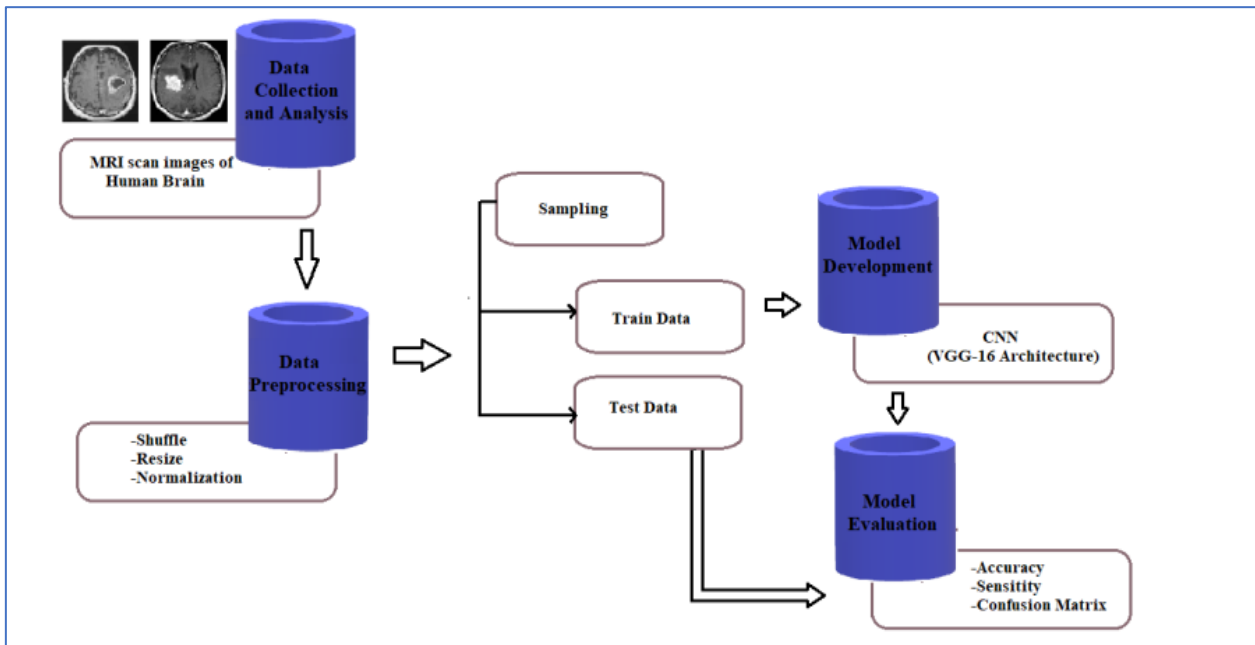 Data
Collection
and Analysis
MRI scan images of
Human Brain
Data
Preprocessing
-Shuffle
-Resize
-Normalization
Sampling
Train Data
Test Data
Model
Development
CNN
(VGG-16 Architecture)
Model
Evaluation
-Accuracy
-Sensitity
-Confusion Matrix